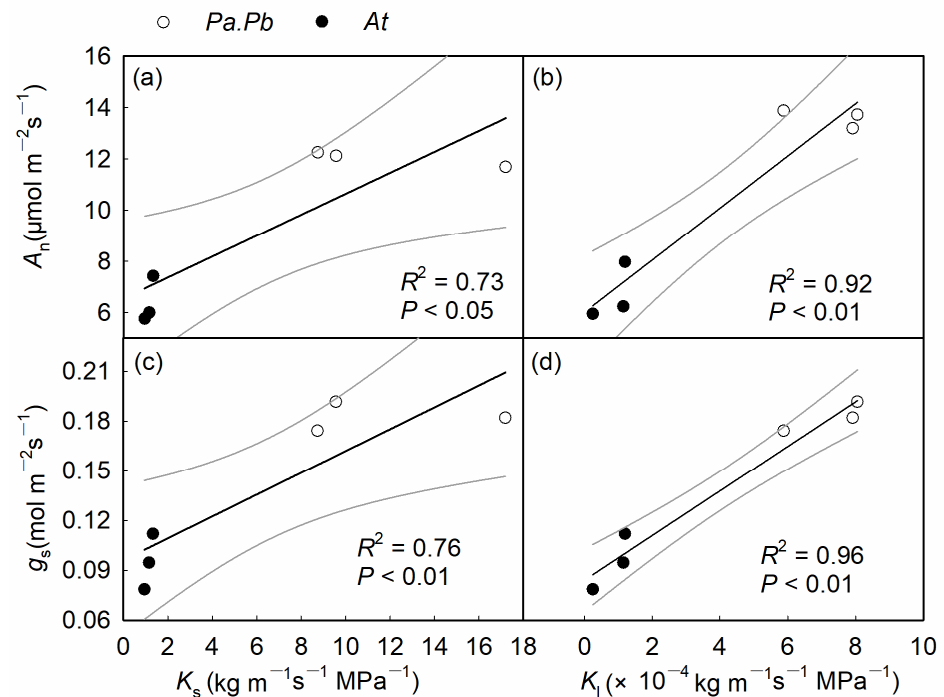 Pa.Pb At
(a) (b)
16
14
12
10
8
6
Aₙ(μmol m⁻²s⁻¹)
R² = 0.73
P < 0.05
R² = 0.92
P < 0.01
(c) (d)
0.21
0.18
0.15
0.12
0.09
0.06
gₛ(mol m⁻²s⁻¹)
R² = 0.76
P < 0.01
R² = 0.96
P < 0.01
0 2 4 6 8 10 12 14 16 18 0 2 4 6 8 10
Kₛ (kg m⁻¹s⁻¹ MPa⁻¹) Kₗ (× 10⁻⁴ kg m⁻¹s⁻¹ MPa⁻¹)